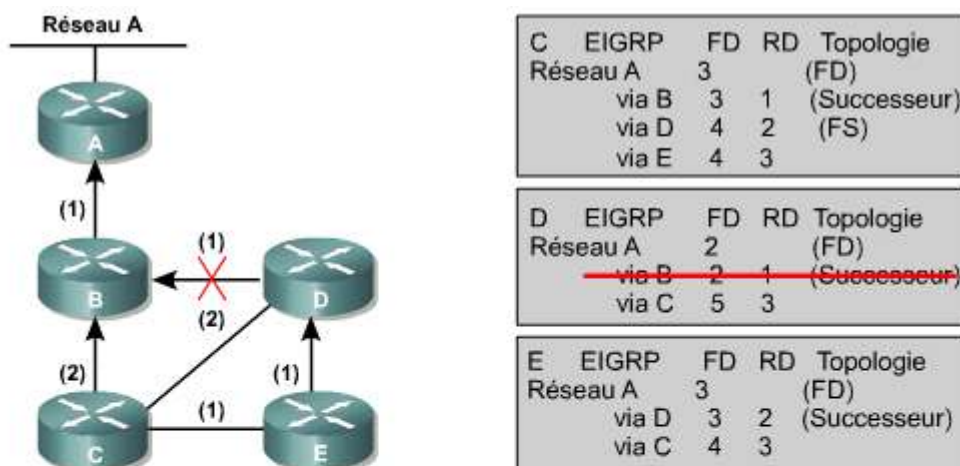 Réseau A
A
(1)
(1)
B
D
(2)
(2)
(1)
(1)
C
E
C EIGRP FD RD Topologie
Réseau A 3 (FD)
via B 3 1 (Successeur)
via D 4 2 (FS)
via E 4 3
D EIGRP FD RD Topologie
Réseau A 2 (FD)
via B 2 1 (Successeur)
via C 5 3
E EIGRP FD RD Topologie
Réseau A 3 (FD)
via D 3 2 (Successeur)
via C 4 3